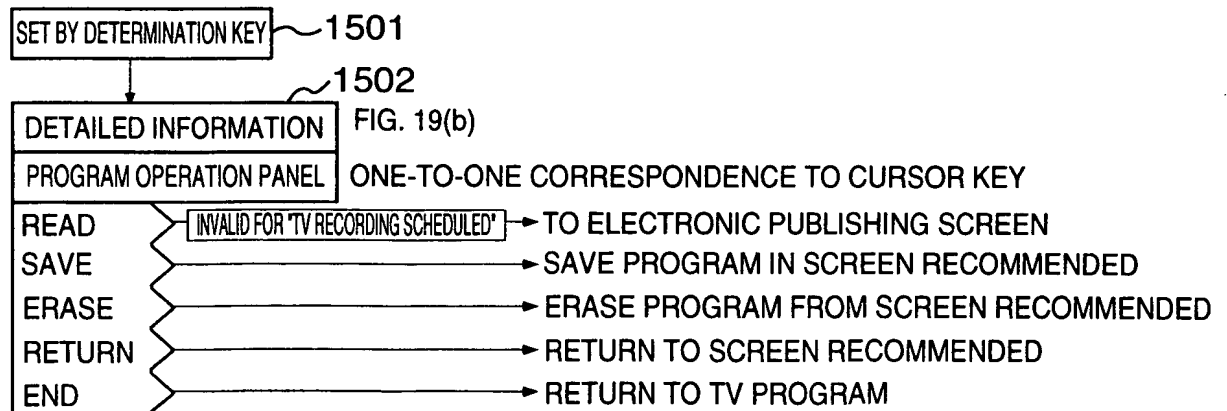 SET BY DETERMINATION KEY 1501
1502
DETAILED INFORMATION FIG. 19(b)
PROGRAM OPERATION PANEL ONE-TO-ONE CORRESPONDENCE TO CURSOR KEY
READ INVALID FOR "TV RECORDING SCHEDULED" TO ELECTRONIC PUBLISHING SCREEN
SAVE SAVE PROGRAM IN SCREEN RECOMMENDED
ERASE ERASE PROGRAM FROM SCREEN RECOMMENDED
RETURN RETURN TO SCREEN RECOMMENDED
END RETURN TO TV PROGRAM